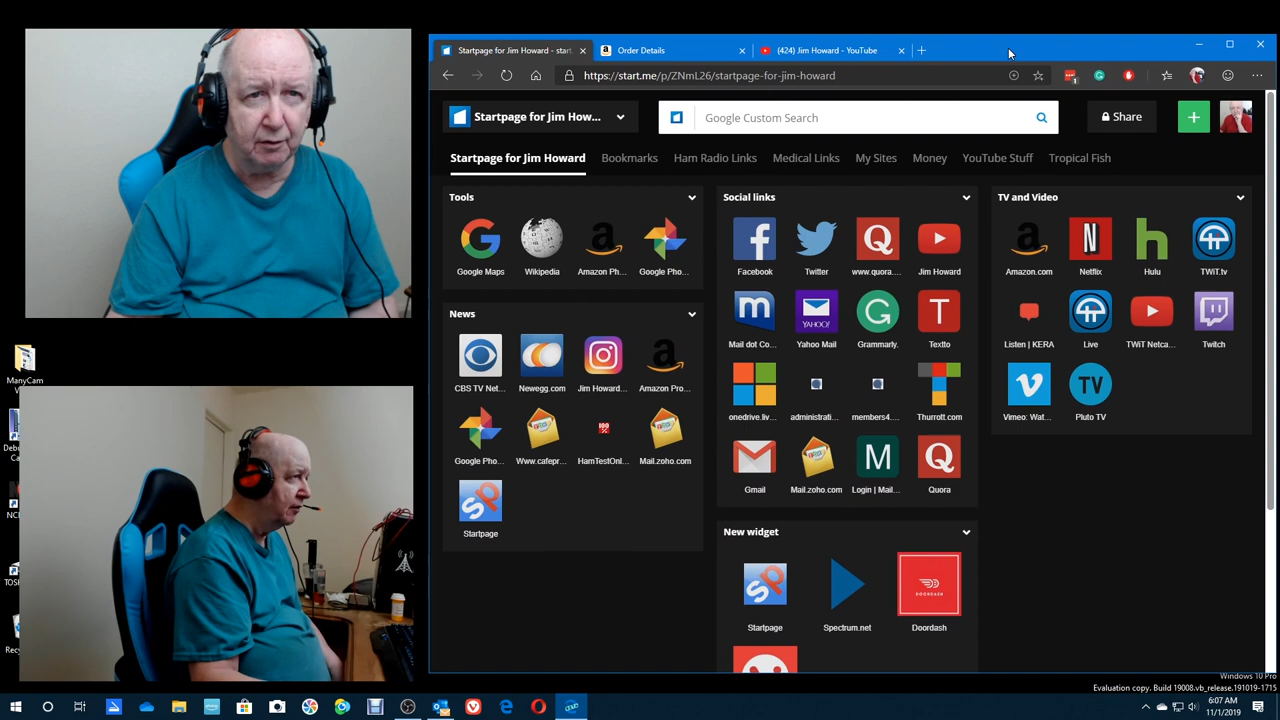 Startpage for Jim Howard - start.
Order Details
(424) Jim Howard - YouTube
https://start.me/p/ZNmL26/startpage-for-jim-howard
Startpage for Jim How...
Google Custom Search
Share
Startpage for Jim Howard
Bookmarks
Ham Radio Links
Medical Links
My Sites
Money
YouTube Stuff
Tropical Fish
Tools
Google Maps
Wikipedia
Amazon Ph...
Google Pho...
News
CBS TV Net...
Newegg.com
Jim Howard...
Amazon Pro...
Google Pho...
Www.cafepr...
HamTestOnl...
Mail.zoho.com
Startpage
Social links
Facebook
Twitter
www.quora....
Jim Howard
Mail dot Co...
YAHOO!
Yahoo Mail
Grammarly.
T
Textto
onedrive.liv...
administrati...
members4....
Thurrott.com
Gmail
Mail.zoho.com
M
Login | Mail...
Quora
New widget
Startpage
Spectrum.net
DOORDASH
Doordash
TV and Video
Amazon.com
Netflix
Hulu
TWiT.tv
Listen | KERA
Live
TWiT Netca...
Twitch
Vimeo: Wat...
TV
Pluto TV
ManyCam
Windows 10 Pro
Evaluation copy. Build 19008.vb_release.191019-1715
6:07 AM
11/1/2019